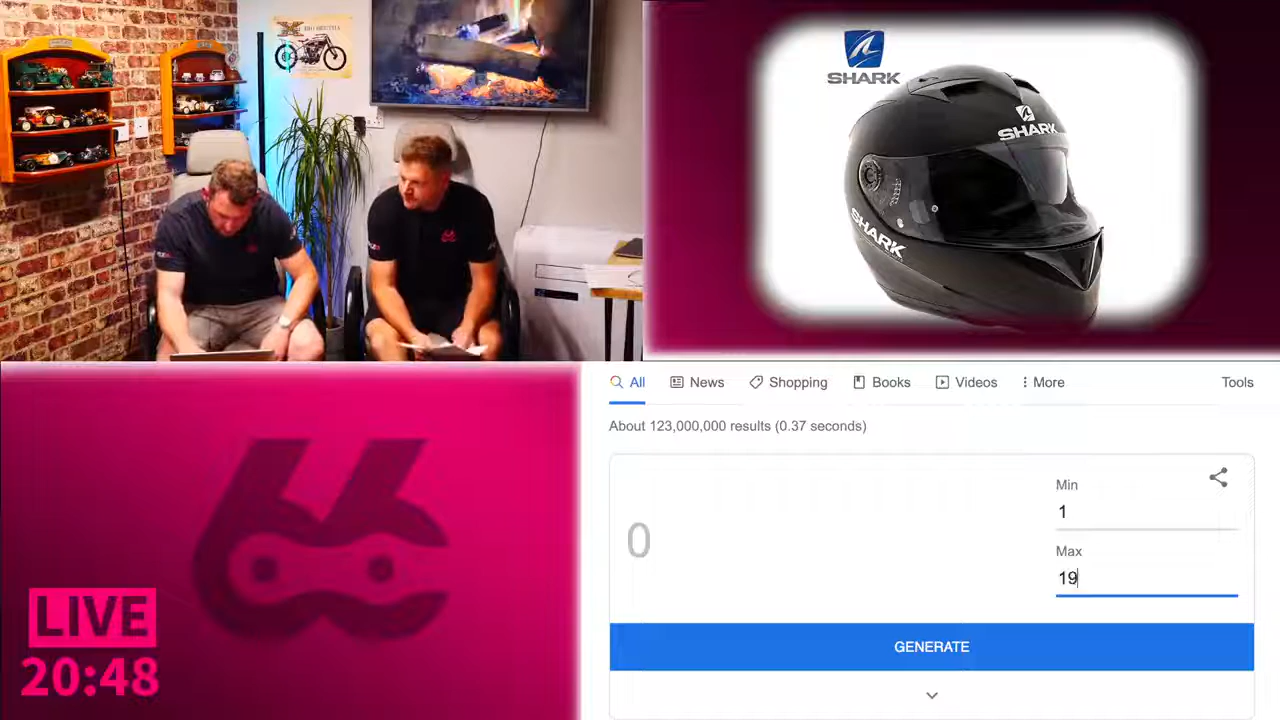 SHARK
SHARK
SHARK
All
News
Shopping
Books
Videos
More
Tools
About 123,000,000 results (0.37 seconds)
0
Min
1
Max
19
GENERATE
LIVE
20:48